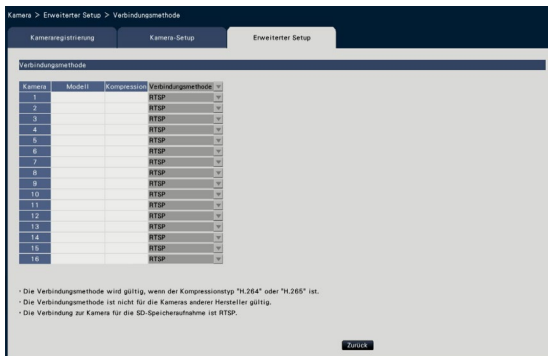 Kamera > Erweiterter Setup > Verbindungsmethode
Kameraregistrierung Kamera-Setup Erweiterter Setup
Verbindungsmethode
Kamera Modell Kompression Verbindungsmethode
1 RTSP
2 RTSP
3 RTSP
4 RTSP
5 RTSP
6 RTSP
7 RTSP
8 RTSP
9 RTSP
10 RTSP
11 RTSP
12 RTSP
13 RTSP
14 RTSP
15 RTSP
16 RTSP
· Die Verbindungsmethode wird gültig, wenn der Kompressionstyp "H.264" oder "H.265" ist.
· Die Verbindungsmethode ist nicht für die Kameras anderer Hersteller gültig.
· Die Verbindung zur Kamera für die SD-Speicheraufnahme ist RTSP.
Zurück